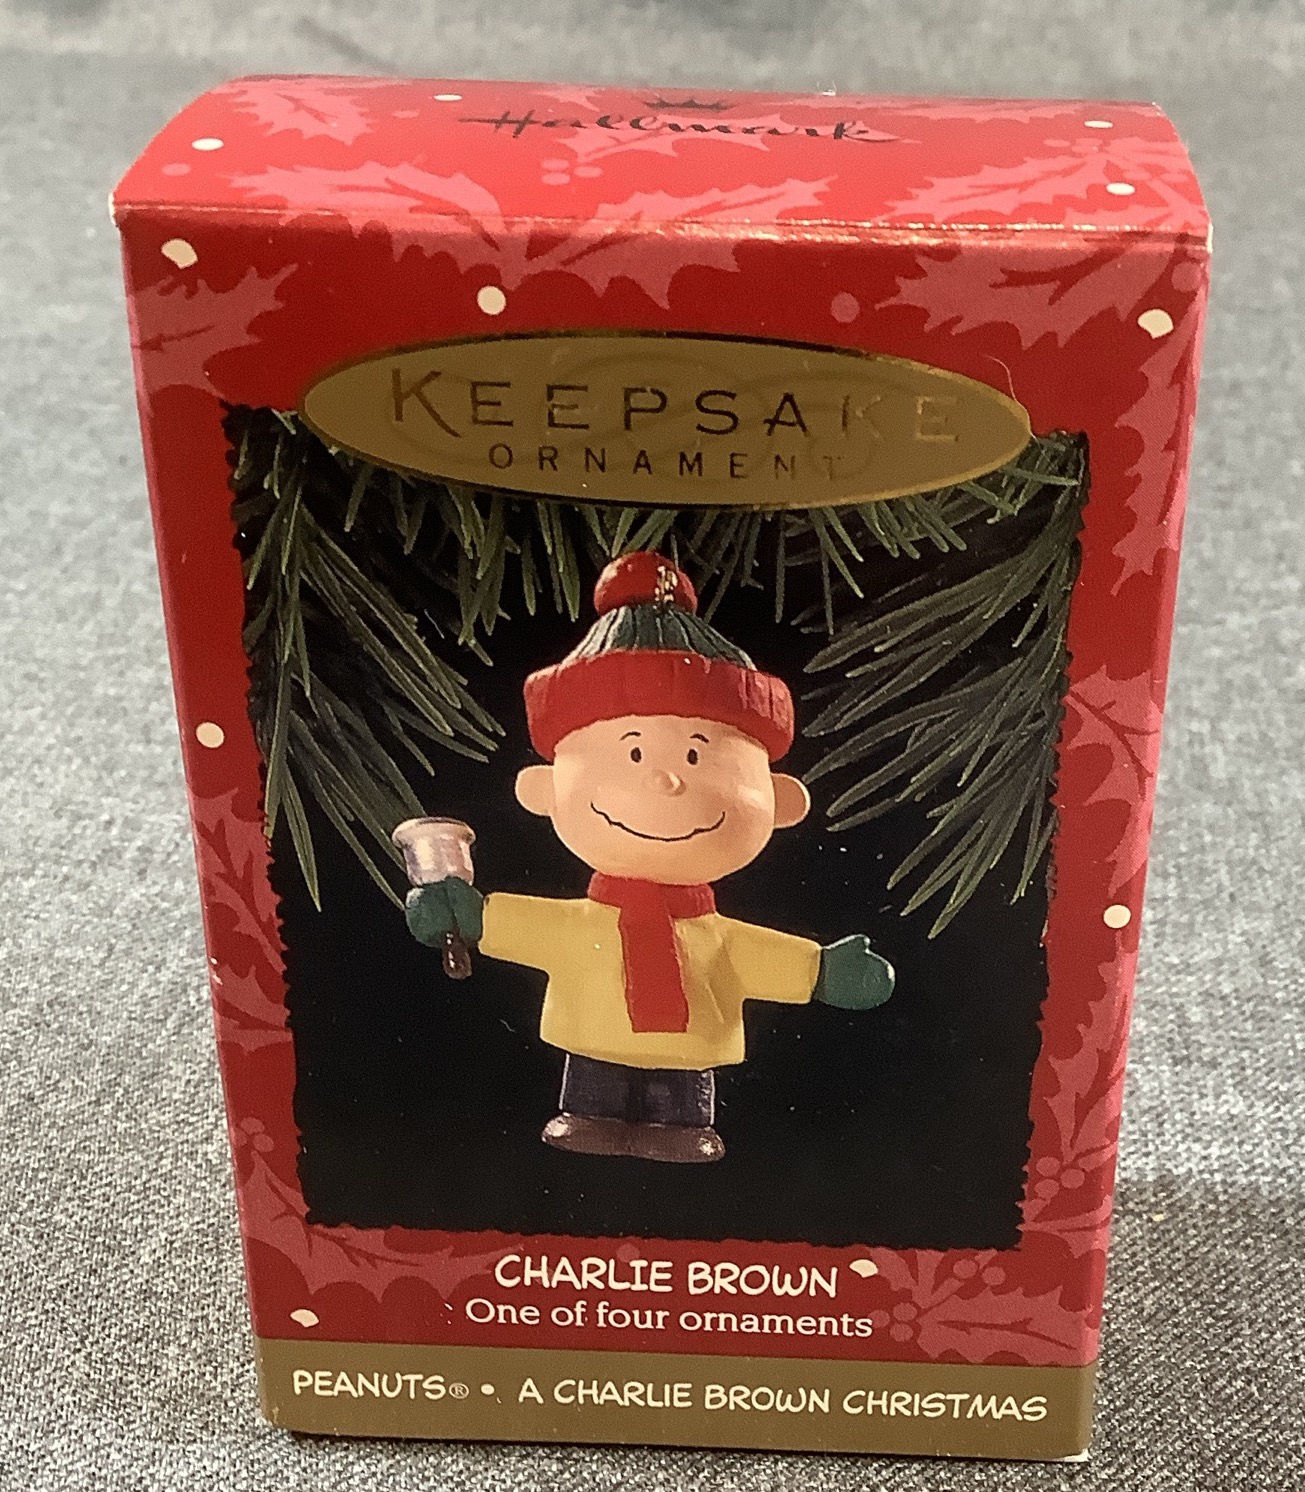 Hallmark
KEEPSAKE
ORNAMENT
CHARLIE BROWN
One of four ornaments
PEANUTS® • A CHARLIE BROWN CHRISTMAS